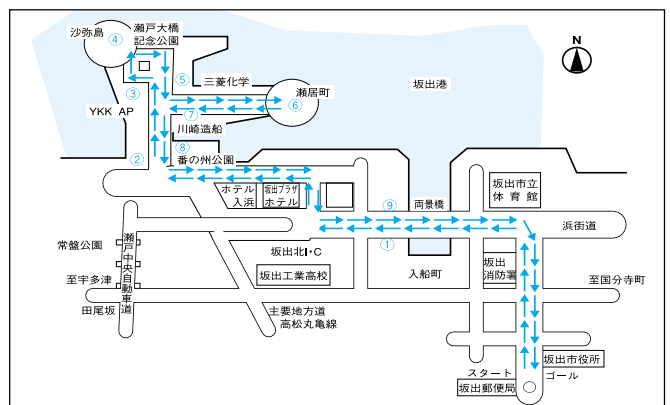 沙弥島
④
瀬戸大橋
記念公園
N
⑤
三菱化学
瀬居町
⑥
坂出港
③
YKK AP
⑦
川崎造船
⑧
②
番の州公園
ホテル
入浜
坂出プラザ
ホテル
⑨
両景橋
坂出市立
体育館
浜街道
①
常盤公園
瀬戸中央自動車道
坂出北I・C
坂出工業高校
入船町
坂出
消防署
至宇多津
至国分寺町
田尾坂
主要地方道
高松丸亀線
坂出市役所
スタート
ゴール
坂出郵便局